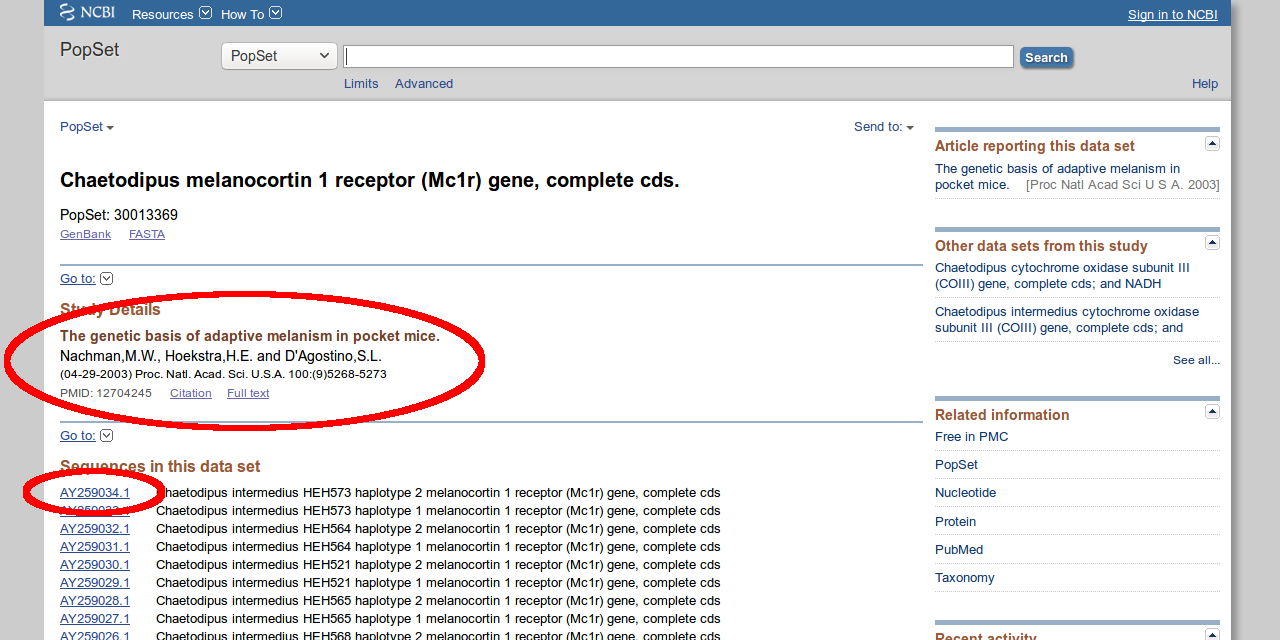 NCBI Resources How To Sign in to NCBI
PopSet PopSet Search
Limits Advanced Help
PopSet Send to:
Chaetodipus melanocortin 1 receptor (Mc1r) gene, complete cds.
PopSet: 30013369
GenBank FASTA
Go to:
Study Details
The genetic basis of adaptive melanism in pocket mice.
Nachman,M.W., Hoekstra,H.E. and D'Agostino,S.L.
(04-29-2003) Proc. Natl. Acad. Sci. U.S.A. 100:(9)5268-5273
PMID: 12704245 Citation Full text
Go to:
Sequences in this data set
AY259034.1 Chaetodipus intermedius HEH573 haplotype 2 melanocortin 1 receptor (Mc1r) gene, complete cds
AY259033.1 Chaetodipus intermedius HEH573 haplotype 1 melanocortin 1 receptor (Mc1r) gene, complete cds
AY259032.1 Chaetodipus intermedius HEH564 haplotype 2 melanocortin 1 receptor (Mc1r) gene, complete cds
AY259031.1 Chaetodipus intermedius HEH564 haplotype 1 melanocortin 1 receptor (Mc1r) gene, complete cds
AY259030.1 Chaetodipus intermedius HEH521 haplotype 2 melanocortin 1 receptor (Mc1r) gene, complete cds
AY259029.1 Chaetodipus intermedius HEH521 haplotype 1 melanocortin 1 receptor (Mc1r) gene, complete cds
AY259028.1 Chaetodipus intermedius HEH565 haplotype 2 melanocortin 1 receptor (Mc1r) gene, complete cds
AY259027.1 Chaetodipus intermedius HEH565 haplotype 1 melanocortin 1 receptor (Mc1r) gene, complete cds
AY259026.1 Chaetodipus intermedius HEH568 haplotype 2 melanocortin 1 receptor (Mc1r) gene, complete cds
Article reporting this data set
The genetic basis of adaptive melanism in
pocket mice. [Proc Natl Acad Sci U S A. 2003]
Other data sets from this study
Chaetodipus cytochrome oxidase subunit III
(COIII) gene, complete cds; and NADH
Chaetodipus intermedius cytochrome oxidase
subunit III (COIII) gene, complete cds; and
See all...
Related information
Free in PMC
PopSet
Nucleotide
Protein
PubMed
Taxonomy
Recent activity